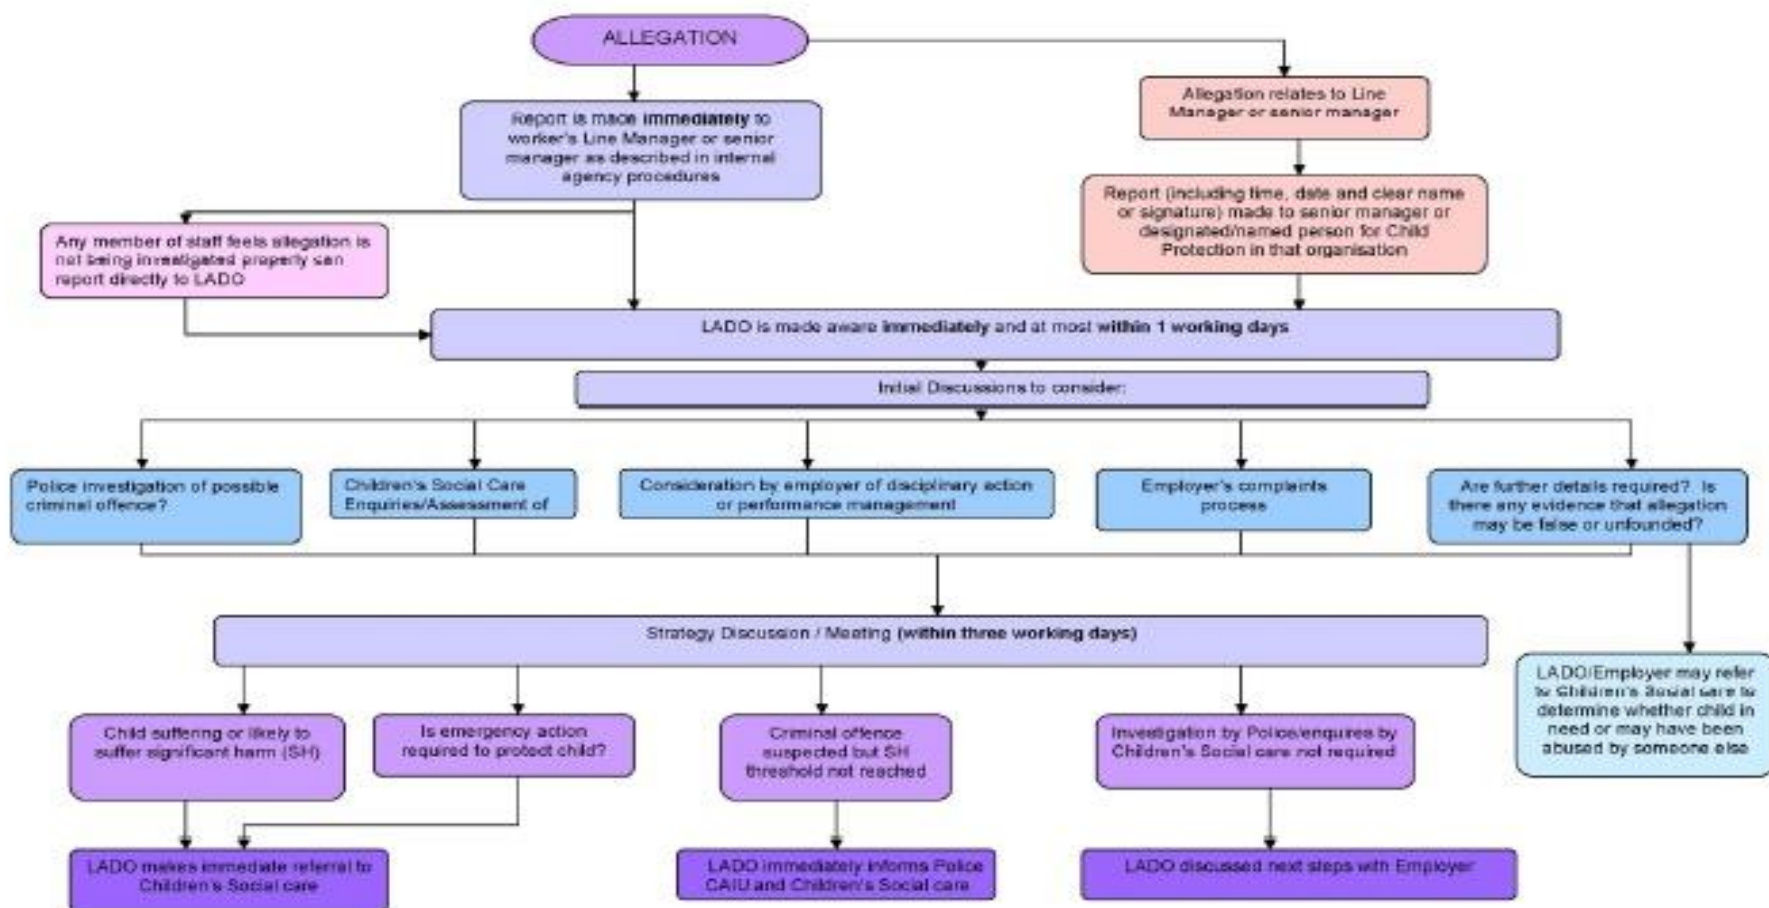 ALLEGATION
Report is made immediately to
worker's Line Manager or senior
manager as described in internal
agency procedures
Allegation relates to Line
Manager or senior manager
Report (including time, date and clear name
or signature) made to senior manager or
designated/named person for Child
Protection in that organisation
Any member of staff feels allegation is
not being investigated properly can
report directly to LADO
LADO is made aware immediately and at most within 1 working days
Initial Discussions to consider:
Police investigation of possible
criminal offence?
Children's Social Care
Enquiries/Assessment of
Consideration by employer of disciplinary action
or performance management
Employer's complaints
process
Are further details required? Is
there any evidence that allegation
may be false or unfounded?
Strategy Discussion / Meeting (within three working days)
Child suffering or likely to
suffer significant harm (SH)
Is emergency action
required to protect child?
Criminal offence
suspected but SH
threshold not reached
Investigation by Police/enquires by
Children's Social care not required
LADO/Employer may refer
to Children's Social care to
determine whether child in
need or may have been
abused by someone else
LADO makes immediate referral to
Children's Social care
LADO immediately informs Police
CAIU and Children's Social care
LADO discussed next steps with Employer